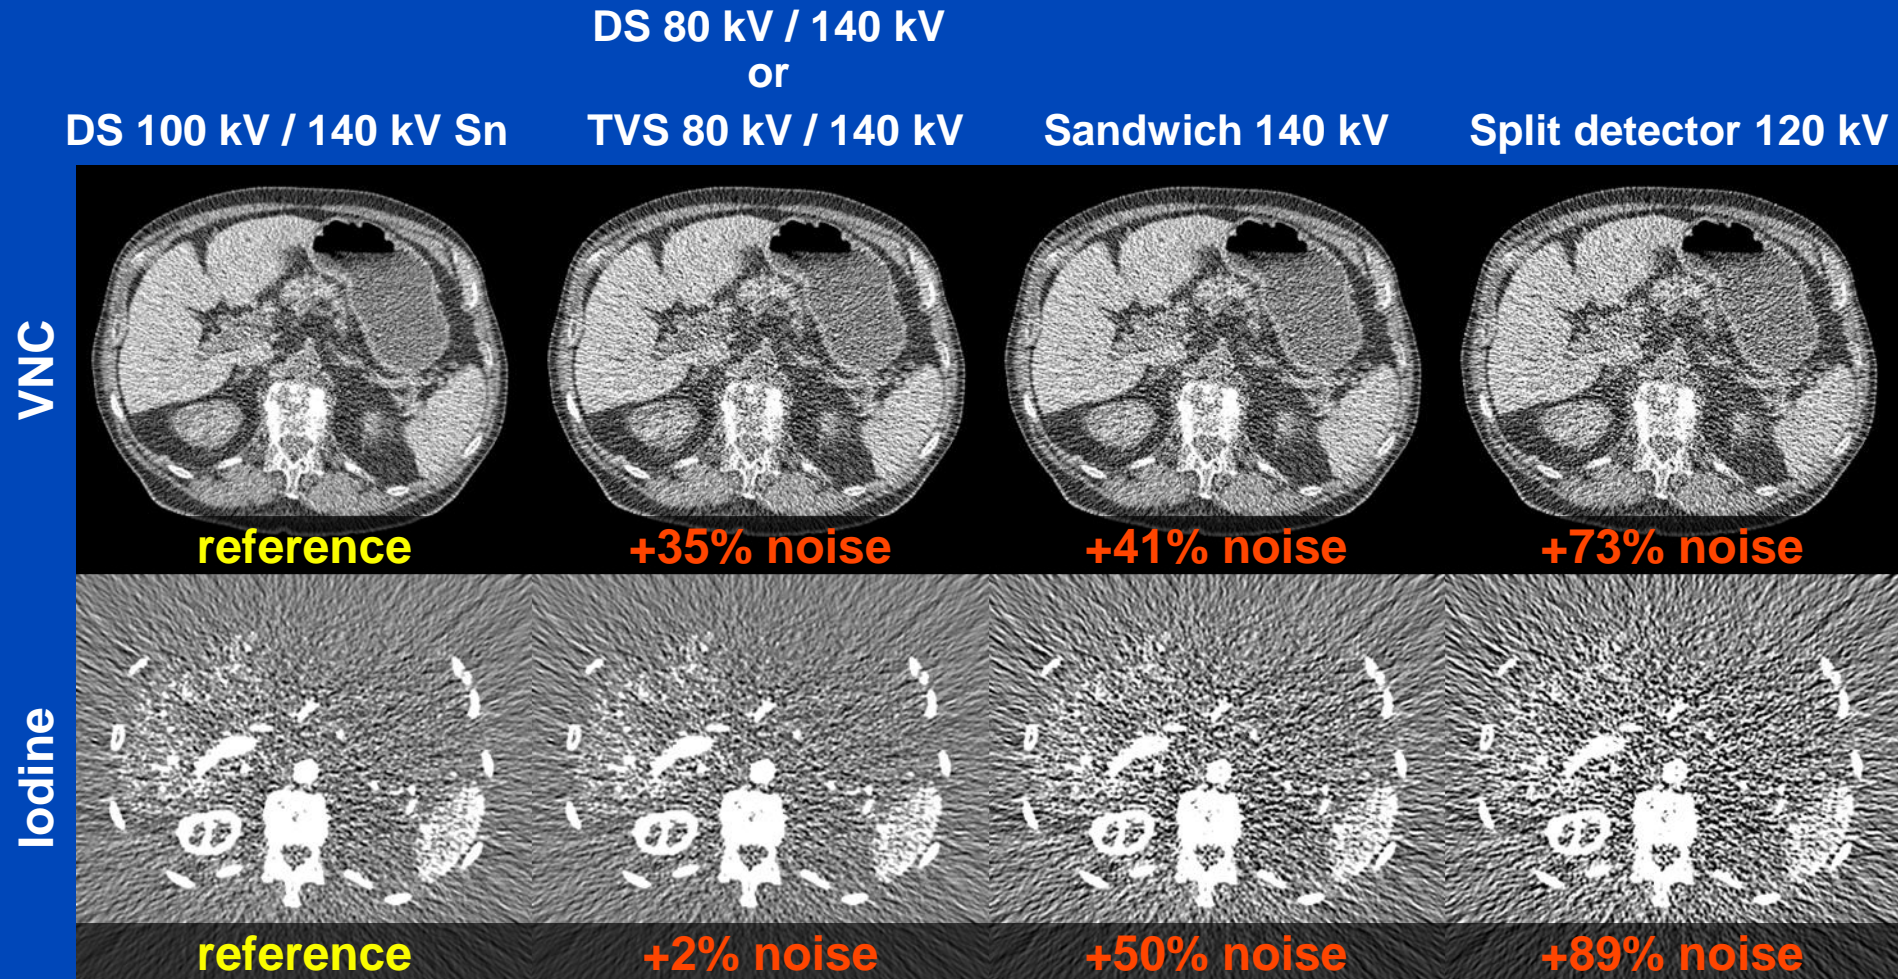 DS 80 kV / 140 kV
or
DS 100 kV / 140 kV Sn
TVS 80 kV / 140 kV
Sandwich 140 kV
Split detector 120 kV
VNC
reference
+35% noise
+41% noise
+73% noise
Iodine
reference
+2% noise
+50% noise
+89% noise